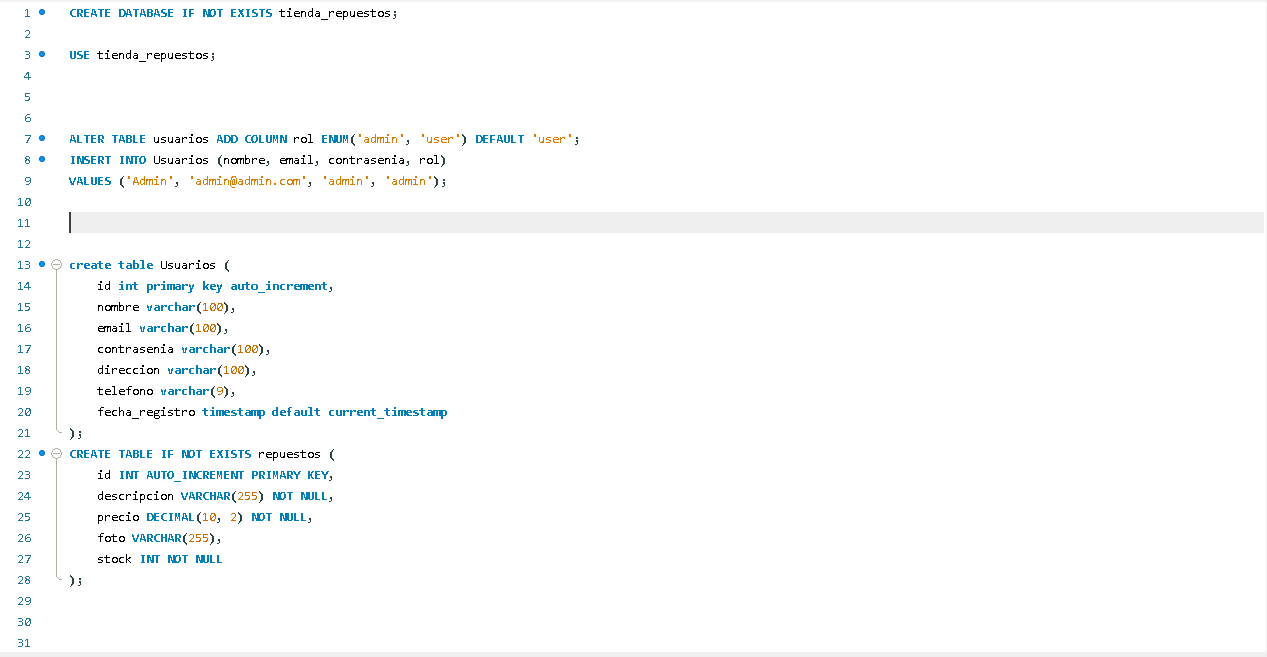 1 CREATE DATABASE IF NOT EXISTS tienda_repuestos;
2
3 USE tienda_repuestos;
4
5
6
7 ALTER TABLE usuarios ADD COLUMN rol ENUM('admin', 'user') DEFAULT 'user';
8 INSERT INTO Usuarios (nombre, email, contrasenia, rol)
9 VALUES ('Admin', 'admin@admin.com', 'admin', 'admin');
10
11
12
13 create table Usuarios (
14 id int primary key auto_increment,
15 nombre varchar(100),
16 email varchar(100),
17 contrasenia varchar(100),
18 direccion varchar(100),
19 telefono varchar(9),
20 fecha_registro timestamp default current_timestamp
21 );
22 CREATE TABLE IF NOT EXISTS repuestos (
23 id INT AUTO_INCREMENT PRIMARY KEY,
24 descripcion VARCHAR(255) NOT NULL,
25 precio DECIMAL(10, 2) NOT NULL,
26 foto VARCHAR(255),
27 stock INT NOT NULL
28 );
29
30
31